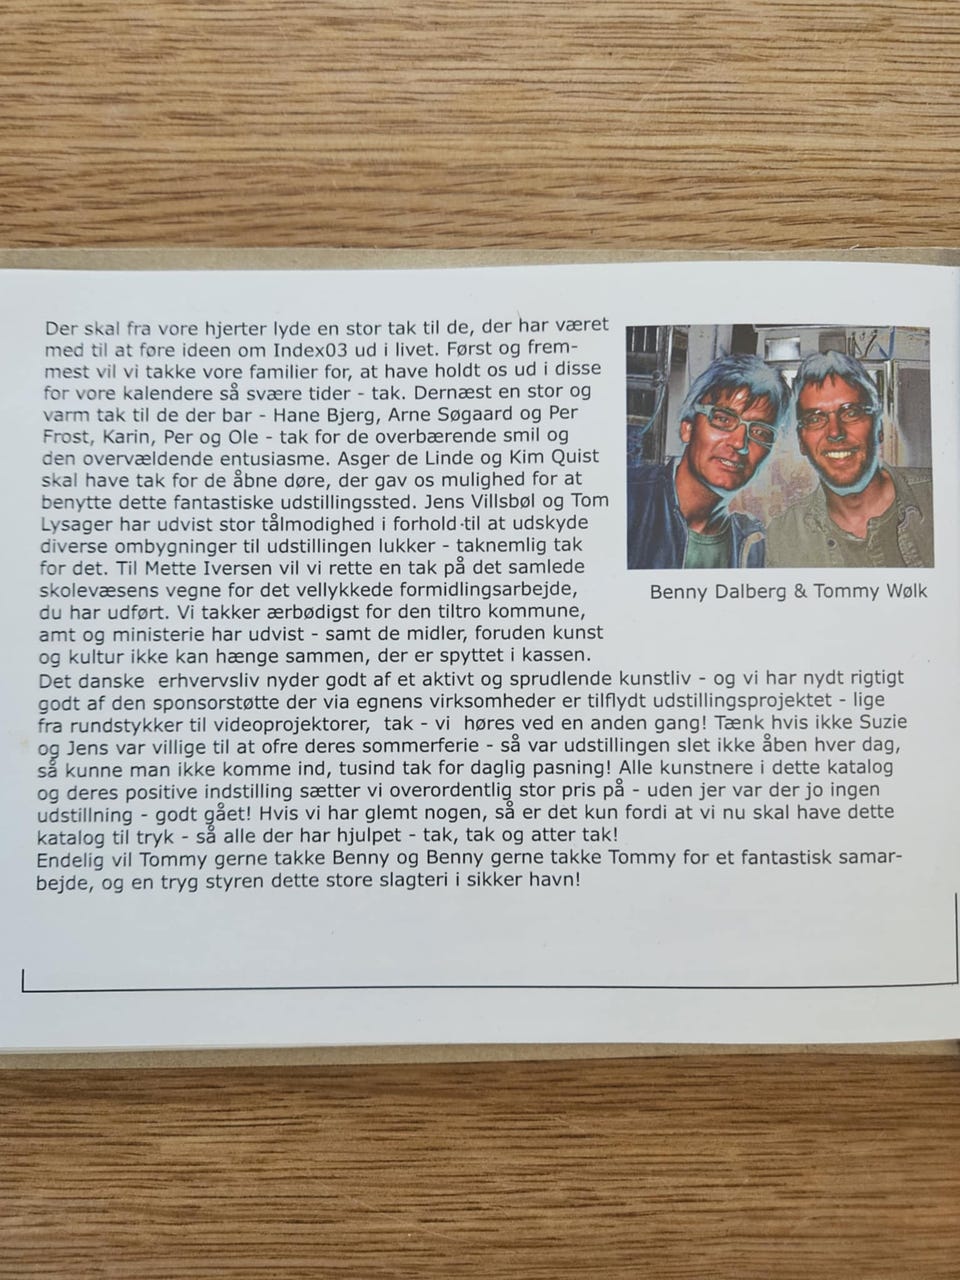 Der skal fra vore hjerter lyde en stor tak til de, der har været
med til at føre ideen om Index03 ud i livet. Først og frem-
mest vil vi takke vore familier for, at have holdt os ud i disse
for vore kalendere så svære tider - tak. Dernæst en stor og
varm tak til de der bar - Hane Bjerg, Arne Søgaard og Per
Frost, Karin, Per og Ole - tak for de overbærende smil og
den overvældende entusiasme. Asger de Linde og Kim Quist
skal have tak for de åbne døre, der gav os mulighed for at
benytte dette fantastiske udstillingssted. Jens Villsbøl og Tom
Lysager har udvist stor tålmodighed i forhold til at udskyde
diverse ombygninger til udstillingen lukker - taknemlig tak
for det. Til Mette Iversen vil vi rette en tak på det samlede
skolevæsens vegne for det vellykkede formidlingsarbejde,
du har udført. Vi takker ærbødigst for den tiltro kommune,
amt og ministerie har udvist - samt de midler, foruden kunst
og kultur ikke kan hænge sammen, der er spyttet i kassen.
Det danske erhvervsliv nyder godt af et aktivt og sprudlende kunstliv - og vi har nydt rigtigt
godt af den sponsorstøtte der via egnens virksomheder er tilflydt udstillingsprojektet - lige
fra rundstykker til videoprojektorer, tak - vi høres ved en anden gang! Tænk hvis ikke Suzie
og Jens var villige til at ofre deres sommerferie - så var udstillingen slet ikke åben hver dag,
så kunne man ikke komme ind, tusind tak for daglig pasning! Alle kunstnere i dette katalog
og deres positive indstilling sætter vi overordentlig stor pris på - uden jer var der jo ingen
udstillning - godt gået! Hvis vi har glemt nogen, så er det kun fordi at vi nu skal have dette
katalog til tryk - så alle der har hjulpet - tak, tak og atter tak!
Endelig vil Tommy gerne takke Benny og Benny gerne takke Tommy for et fantastisk samar-
bejde, og en tryg styren dette store slagteri i sikker havn!
Benny Dalberg & Tommy Wølk